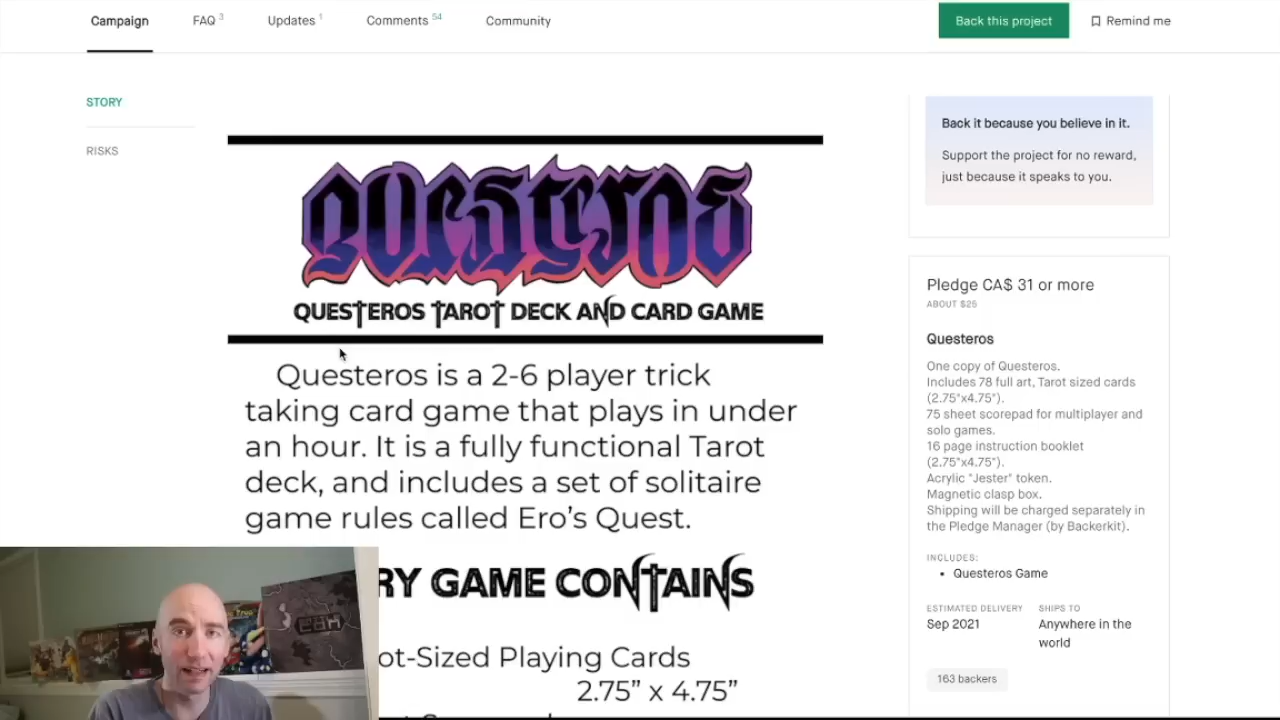 Campaign
FAQ 3
Updates 1
Comments 54
Community
Back this project
Remind me
STORY
RISKS
QUESTEROS
QUESTEROS TAROT DECK AND CARD GAME
Questeros is a 2-6 player trick
taking card game that plays in under
an hour. It is a fully functional Tarot
deck, and includes a set of solitaire
game rules called Ero's Quest.
RY GAME CONTAINS
ot-Sized Playing Cards
2.75” x 4.75”
Back it because you believe in it.
Support the project for no reward,
just because it speaks to you.
Pledge CA$ 31 or more
ABOUT $25
Questeros
One copy of Questeros.
Includes 78 full art, Tarot sized cards
(2.75"x4.75").
75 sheet scorepad for multiplayer and
solo games.
16 page instruction booklet
(2.75"x4.75").
Acrylic "Jester" token.
Magnetic clasp box.
Shipping will be charged separately in
the Pledge Manager (by Backerkit).
INCLUDES:
• Questeros Game
ESTIMATED DELIVERY
Sep 2021
SHIPS TO
Anywhere in the
world
163 backers